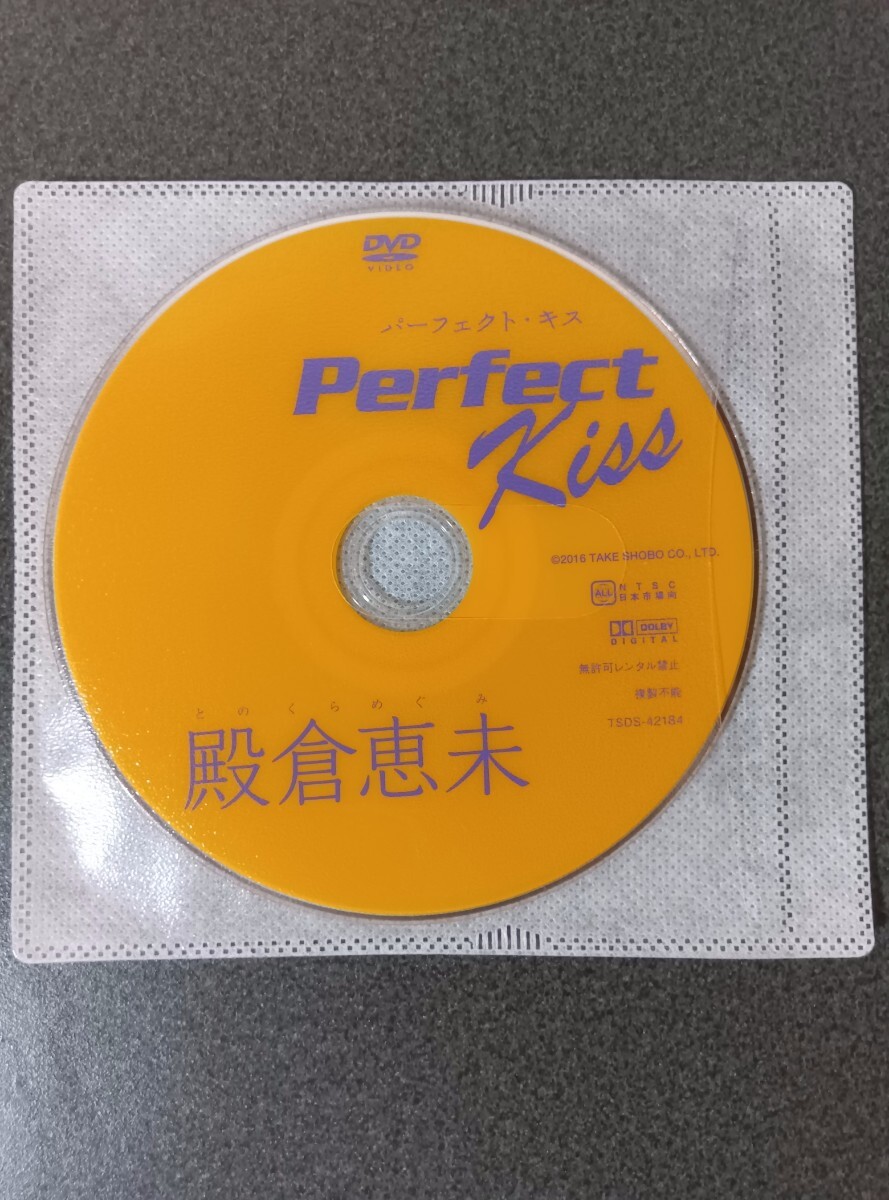 DVD
VIDEO
パーフェクト・キス
Perfect
Kiss
©2016 TAKE SHOBO CO., LTD.
ALL
NTSC
日本市場向
DOLBY
DIGITAL
無許可レンタル禁止
複製不能
TSDS-42184
とのくらめぐみ
殿倉恵未